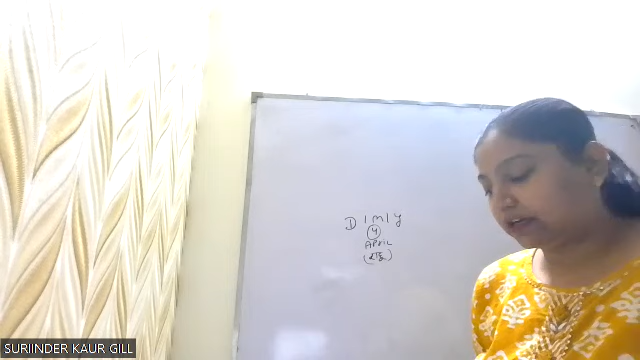 D / m / y
4
APRIL
(राहु)
SURIINDER KAUR GILL